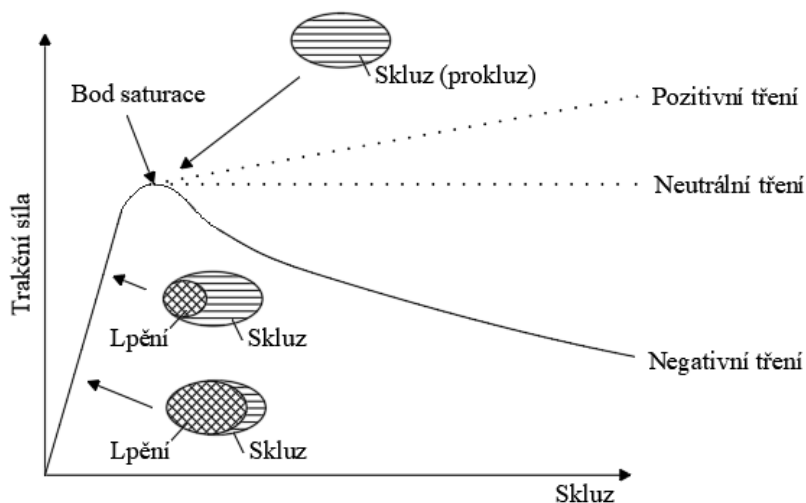 Skluz (prokluz)
Bod saturace
Pozitivní tření
Neutrální tření
Trakční síla
Lpění
Skluz
Negativní tření
Lpění
Skluz
Skluz